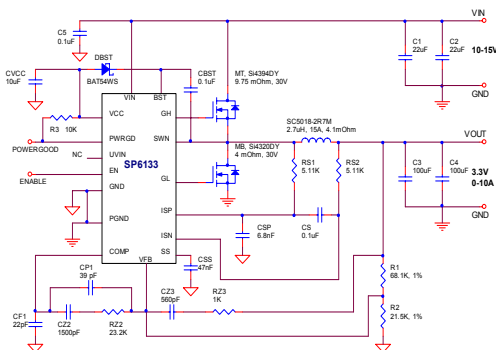 VIN
C5
0.1uF
C1
22uF
C2
22uF
10-15V
DBST
BAT54WS
CVCC
10uF
CBST
0.1uF
MT, Si4394DY
9.75 mOhm, 30V
GND
VIN
BST
VCC
GH
R3
10K
SC5018-2R7M
2.7uH, 15A, 4.1mOhm
VOUT
POWERGOOD
PWRGD
SWN
NC
UVIN
SP6133
MB, Si4320DY
4 mOhm, 30V
RS1
5.11K
RS2
5.11K
C3
100uF
C4
100uF
3.3V
0-10A
ENABLE
EN
GL
GND
GND
ISP
PGND
CS
0.1uF
CSP
6.8nF
ISN
COMP
SS
VFB
CSS
47nF
CP1
39 pF
CZ3
560pF
RZ3
1K
R1
68.1K, 1%
CF1
22pF
CZ2
1500pF
RZ2
23.2K
R2
21.5K, 1%